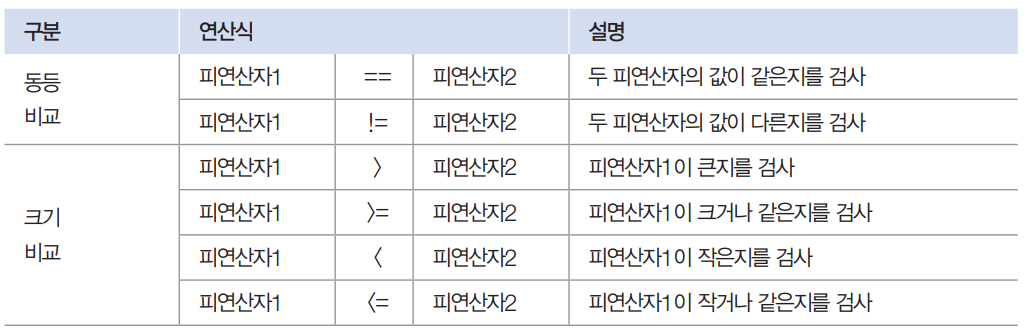 구분 연산식 설명
동등
비교
피연산자1 == 피연산자2 두 피연산자의 값이 같은지를 검사
피연산자1 != 피연산자2 두 피연산자의 값이 다른지를 검사
크기
비교
피연산자1 > 피연산자2 피연산자1이 큰지를 검사
피연산자1 >= 피연산자2 피연산자1이 크거나 같은지를 검사
피연산자1 < 피연산자2 피연산자1이 작은지를 검사
피연산자1 <= 피연산자2 피연산자1이 작거나 같은지를 검사